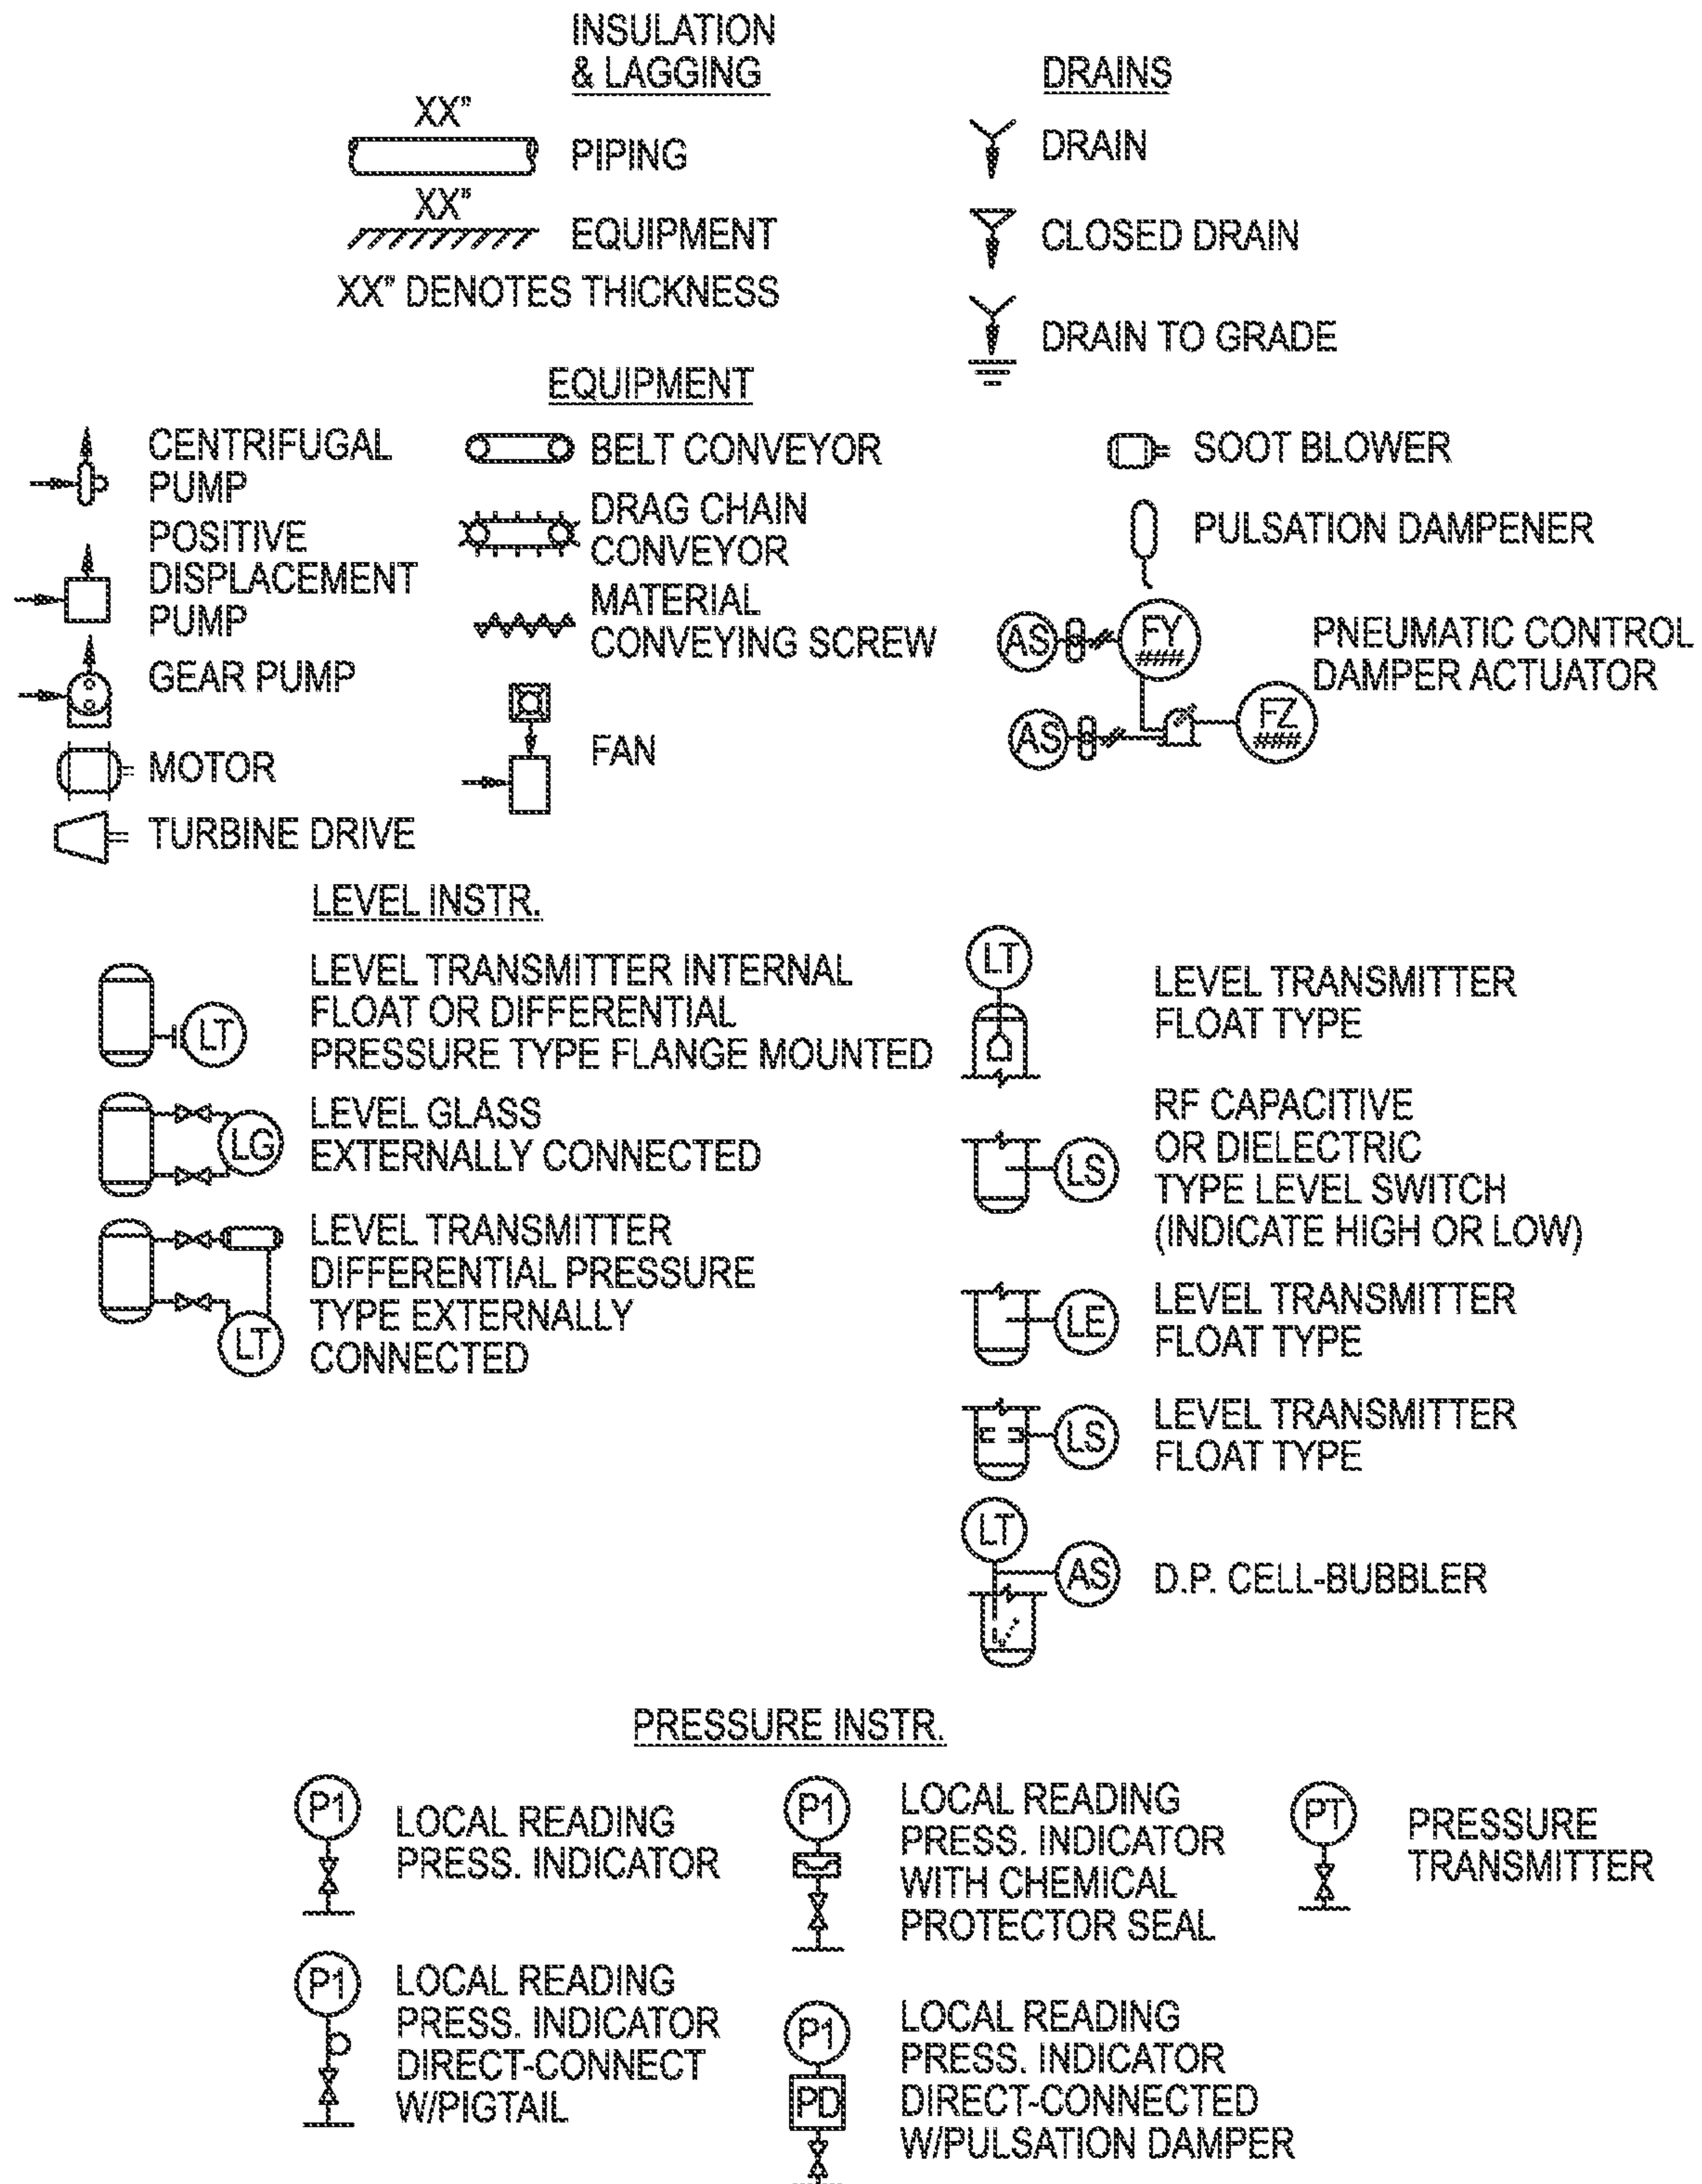 INSULATION
& LAGGING
XX"
PIPING
XX"
EQUIPMENT
XX" DENOTES THICKNESS
DRAINS
DRAIN
CLOSED DRAIN
DRAIN TO GRADE
EQUIPMENT
CENTRIFUGAL
PUMP
POSITIVE
DISPLACEMENT
PUMP
GEAR PUMP
MOTOR
TURBINE DRIVE
BELT CONVEYOR
DRAG CHAIN
CONVEYOR
MATERIAL
CONVEYING SCREW
FAN
SOOT BLOWER
PULSATION DAMPENER
AS
FY
###
AS
FZ
###
PNEUMATIC CONTROL
DAMPER ACTUATOR
LEVEL INSTR.
LT
LEVEL TRANSMITTER INTERNAL
FLOAT OR DIFFERENTIAL
PRESSURE TYPE FLANGE MOUNTED
LG
LEVEL GLASS
EXTERNALLY CONNECTED
LT
LEVEL TRANSMITTER
DIFFERENTIAL PRESSURE
TYPE EXTERNALLY
CONNECTED
LT
LEVEL TRANSMITTER
FLOAT TYPE
LS
RF CAPACITIVE
OR DIELECTRIC
TYPE LEVEL SWITCH
(INDICATE HIGH OR LOW)
LE
LEVEL TRANSMITTER
FLOAT TYPE
LS
LEVEL TRANSMITTER
FLOAT TYPE
LT
AS
D.P. CELL-BUBBLER
PRESSURE INSTR.
P1
LOCAL READING
PRESS. INDICATOR
P1
LOCAL READING
PRESS. INDICATOR
DIRECT-CONNECT
W/PIGTAIL
P1
LOCAL READING
PRESS. INDICATOR
WITH CHEMICAL
PROTECTOR SEAL
P1
PD
LOCAL READING
PRESS. INDICATOR
DIRECT-CONNECTED
W/PULSATION DAMPER
PT
PRESSURE
TRANSMITTER